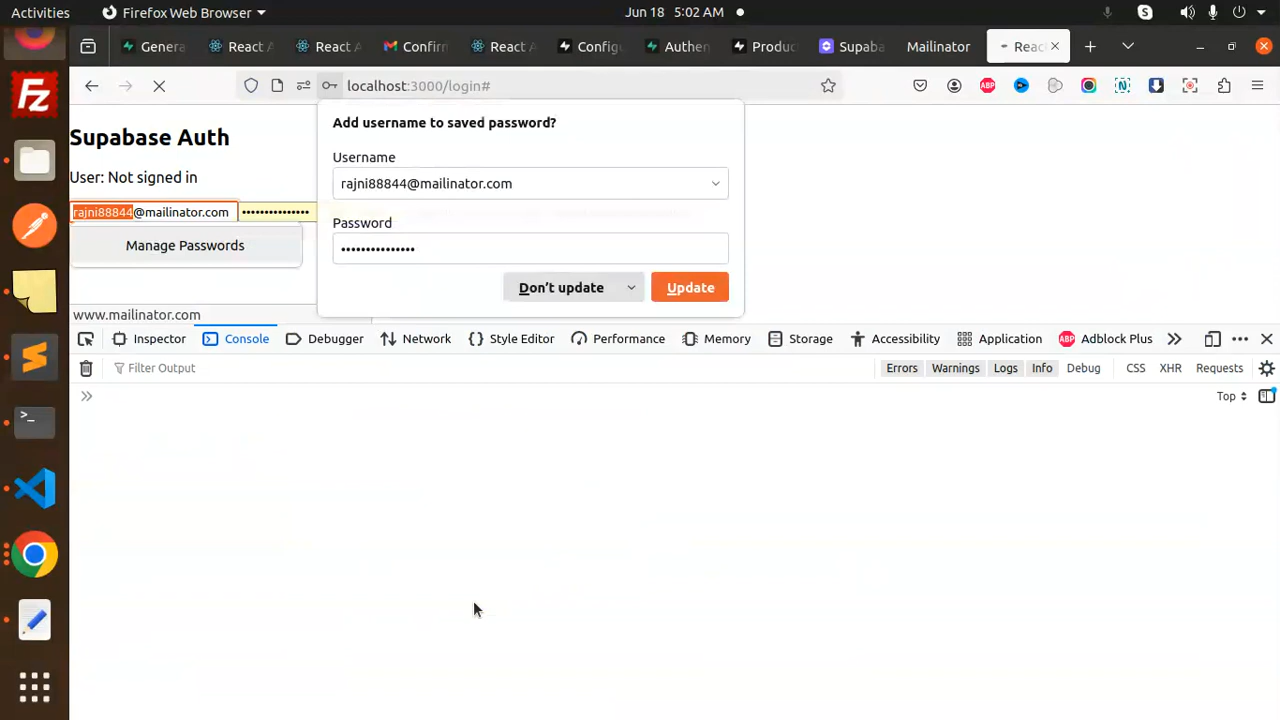 Activities
Firefox Web Browser
Jun 18 5:02 AM
Genera
React A
React A
Confirm
React A
Config
Authen
Produc
Supaba
Mailinator
Reac
localhost:3000/login#
ABP
N
Add username to saved password?
Supabase Auth
Username
User: Not signed in
rajni88844@mailinator.com
rajni88844@mailinator.com
•••••••••••••••
Password
Manage Passwords
•••••••••••••••
Don't update
Update
www.mailinator.com
Inspector
Console
Debugger
Network
Style Editor
Performance
Memory
Storage
Accessibility
Application
Adblock Plus
Filter Output
Errors
Warnings
Logs
Info
Debug
CSS
XHR
Requests
Top